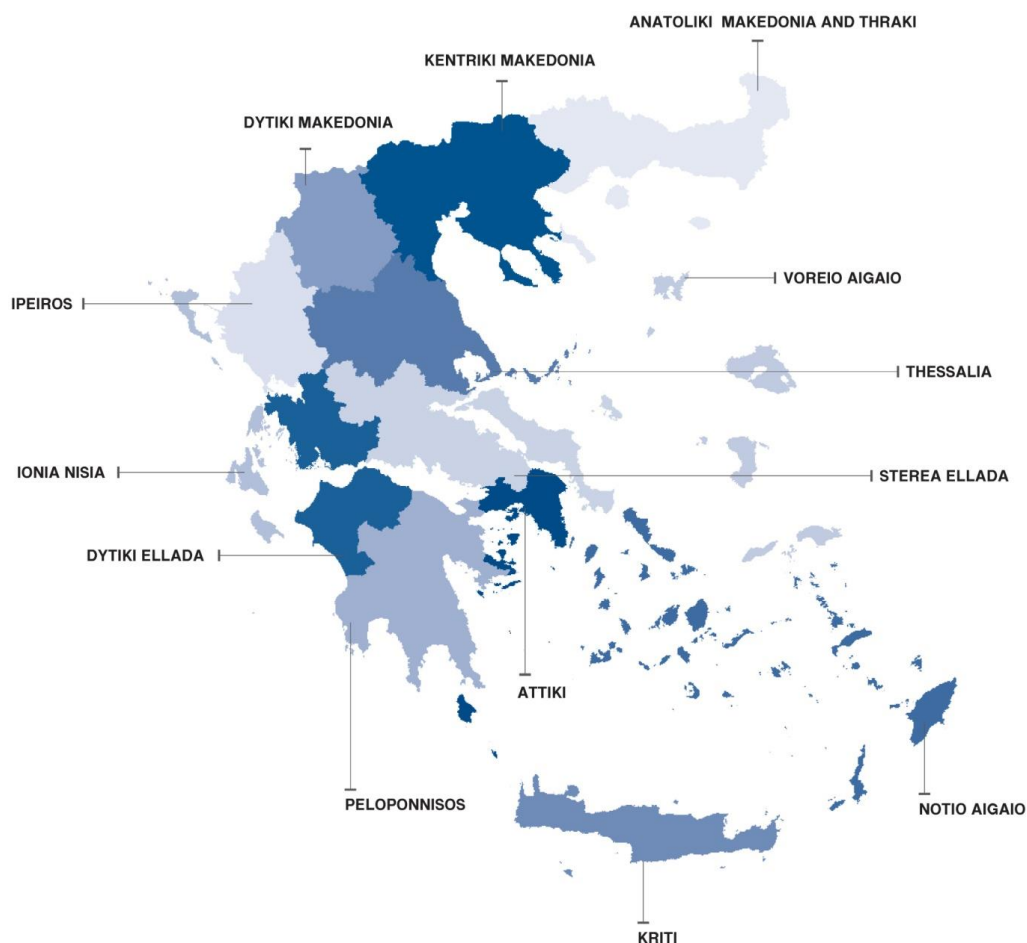 ANATOLIKI MAKEDONIA AND THRAKI
KENTRIKI MAKEDONIA
DYTIKI MAKEDONIA
VOREIO AIGAIO
IPEIROS
THESSALIA
IONIA NISIA
STEREA ELLADA
DYTIKI ELLADA
ATTIKI
PELOPONNISOS
NOTIO AIGAIO
KRITI